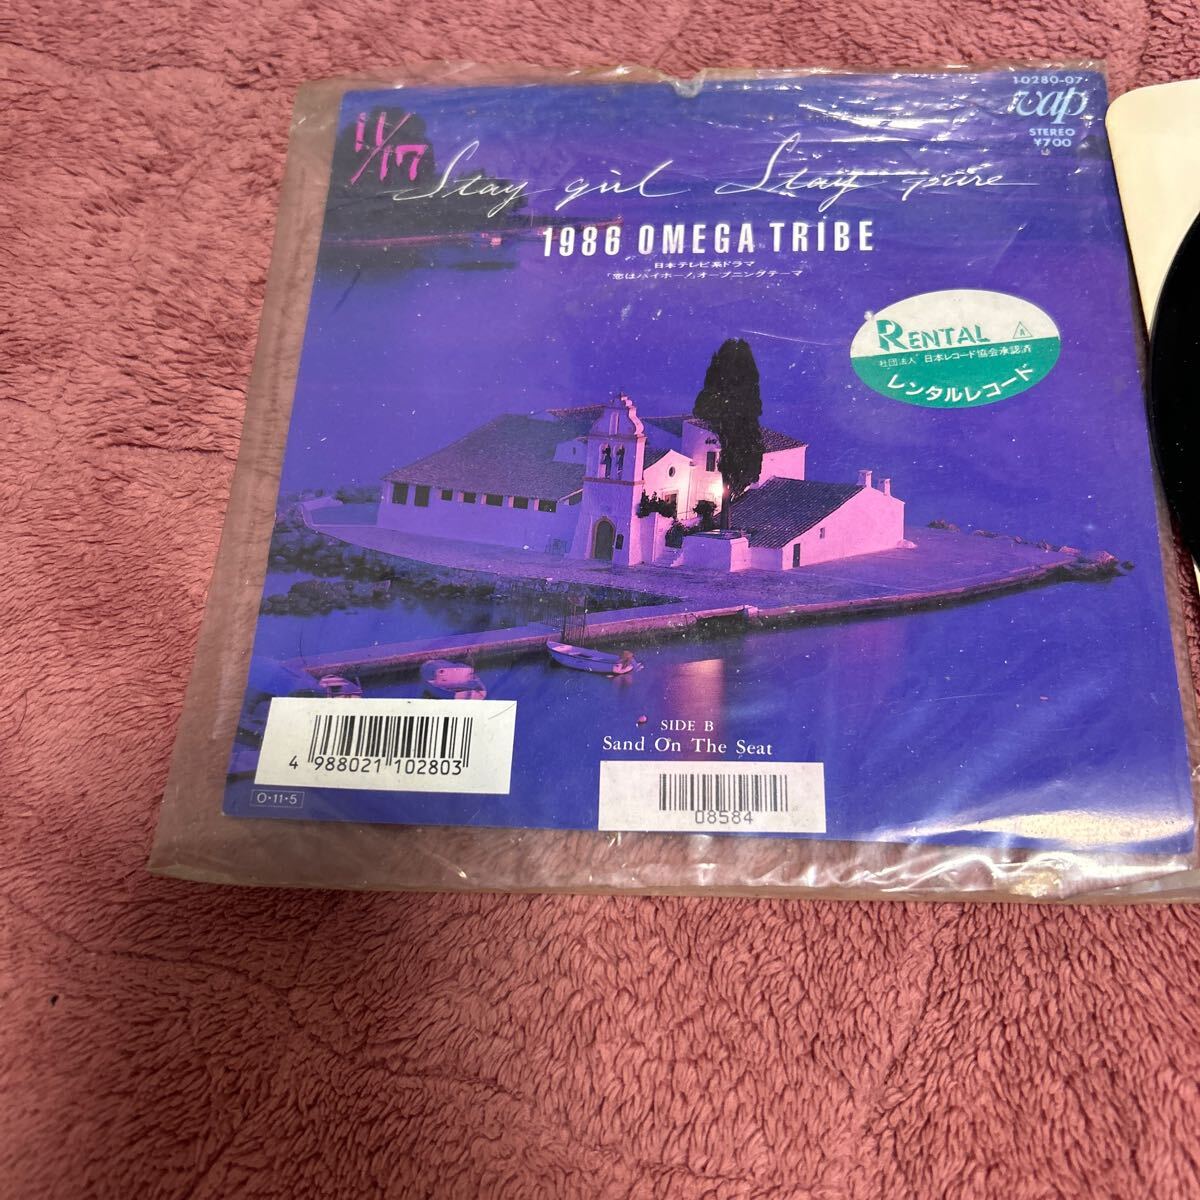 10280-07
vap
STEREO
¥700
11/17
Stay girl Stay pure
1986 OMEGA TRIBE
日本テレビ系ドラマ
「恋はハイホー!」オープニングテーマ
RENTAL A
社団法人 日本レコード協会承認済
レンタルレコード
SIDE B
Sand On The Seat
4 988021 102803
08584
O・11・5